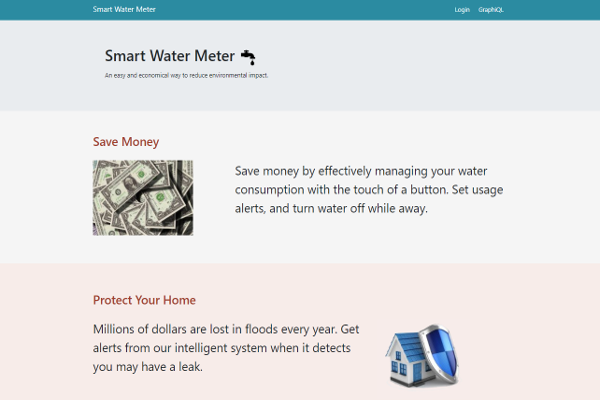 Smart Water Meter
Login GraphiQL
Smart Water Meter
An easy and economical way to reduce environmental impact.
Save Money
Save money by effectively managing your water
consumption with the touch of a button. Set usage
alerts, and turn water off while away.
Protect Your Home
Millions of dollars are lost in floods every year. Get
alerts from our intelligent system when it detects
you may have a leak.